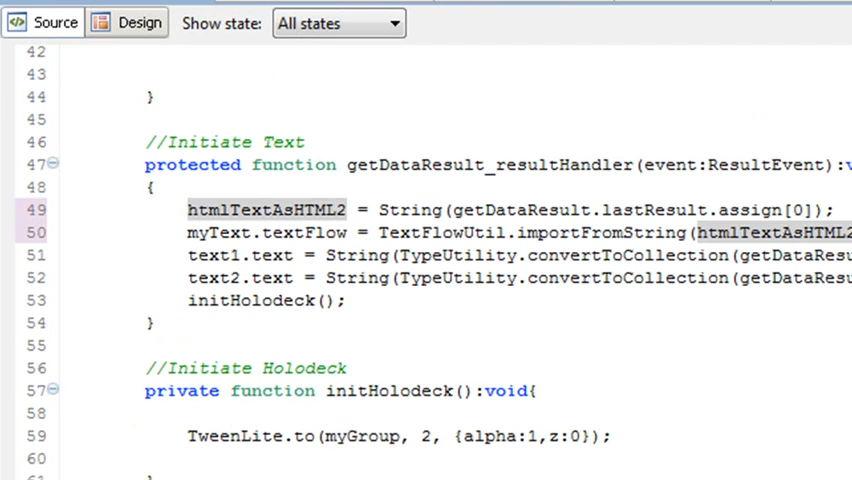 Source Design Show state: All states
42
43
44 }
45
46 //Initiate Text
47 protected function getDataResult_resultHandler(event:ResultEvent):v
48 {
49 htmlTextAsHTML2 = String(getDataResult.lastResult.assign[0]);
50 myText.textFlow = TextFlowUtil.importFromString(htmlTextAsHTML2
51 text1.text = String(TypeUtility.convertToCollection(getDataResu
52 text2.text = String(TypeUtility.convertToCollection(getDataResu
53 initHolodeck();
54 }
55
56 //Initiate Holodeck
57 private function initHolodeck():void{
58
59 TweenLite.to(myGroup, 2, {alpha:1,z:0});
60
61 }